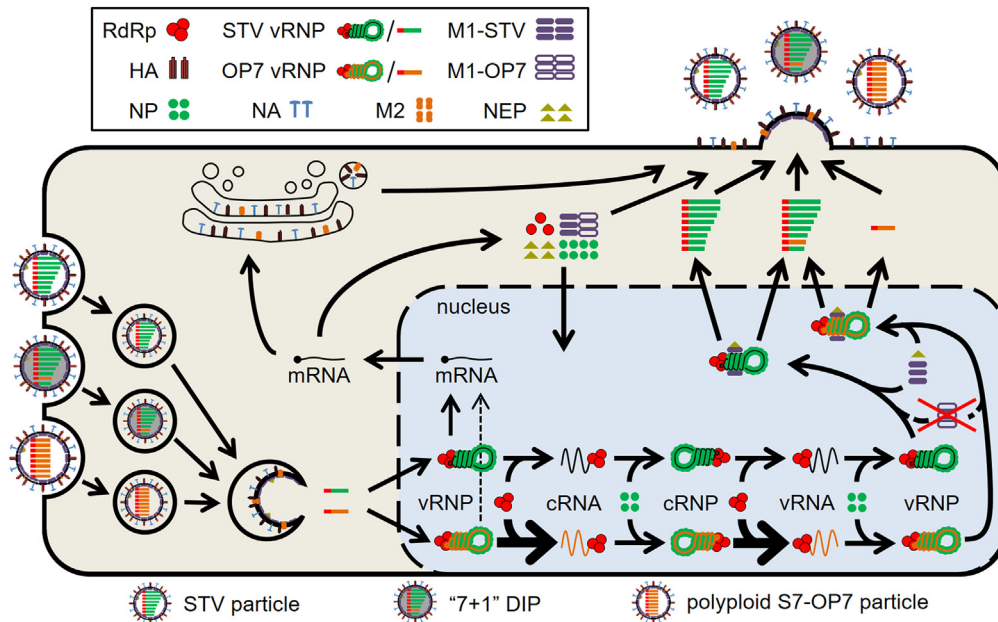 RdRp STV vRNP / M1-STV
HA OP7 vRNP / M1-OP7
NP NA M2 NEP
nucleus
mRNA mRNA
vRNP cRNA cRNP vRNA vRNP
STV particle "7+1" DIP polyploid S7-OP7 particle